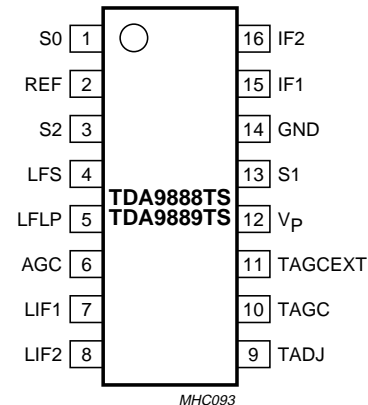 S0 1 16 IF2
REF 2 15 IF1
S2 3 14 GND
LFS 4 13 S1
TDA9888TS
TDA9889TS
LFLP 5 12 VP
AGC 6 11 TAGCEXT
LIF1 7 10 TAGC
LIF2 8 9 TADJ
MHC093